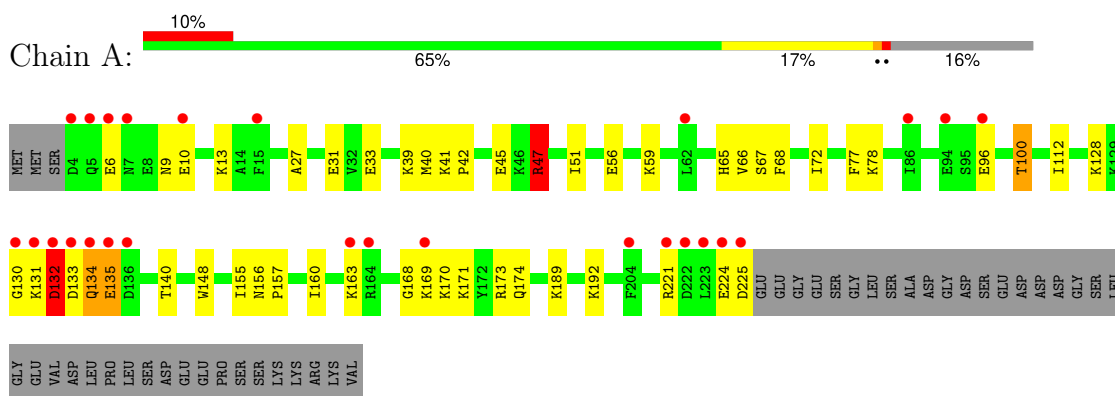 10%
Chain A:
65% 17% •• 16%
MET MET SER D4 Q5 E6 N7 E8 N9 E10 K13 A14 F15 A27 E31 V32 E33 K39 M40 K41 P42 E45 K46 R47 I51 E56 K59 L62 H65 V66 S67 F68 I72 F77 K78 I86 E94 S95 E96 T100 I112 K128 K129
G130 K131 D132 D133 Q134 E135 D136 T140 W148 I155 N156 P157 I160 K163 R164 G168 K169 K170 K171 Y172 R173 Q174 K189 K192 F204 R221 D222 L223 E224 D225 GLU GLU GLY GLU SER GLY LEU SER ALA ASP GLY ASP SER GLU ASP ASP ASP GLY SER LEU
GLY GLU VAL ASP LEU PRO LEU SER ASP GLU GLU PRO SER SER LYS LYS ARG LYS VAL